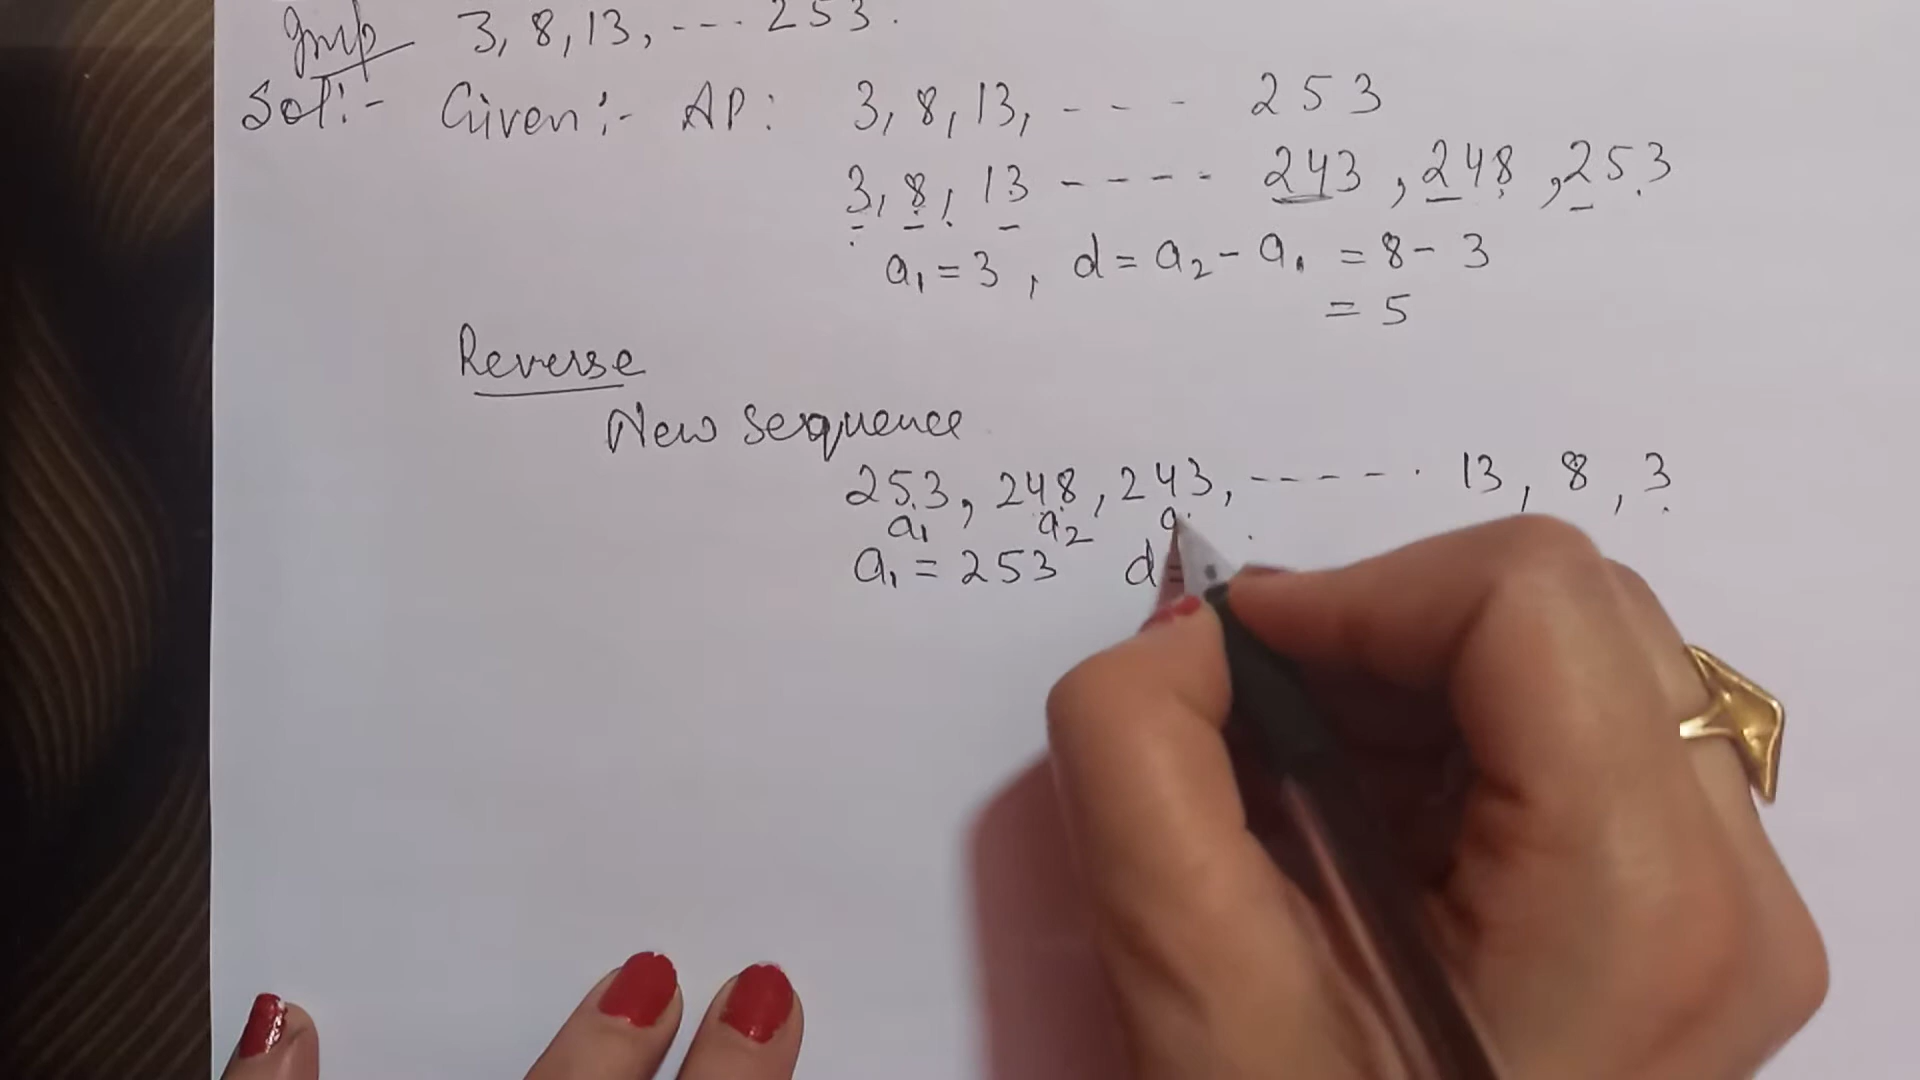 Imp 3, 8, 13, --- 253.
Sol:- Given:- AP: 3, 8, 13, - - - 253
3, 8, 13 - - - - 243, 248, 253
a₁ = 3, d = a₂ - a₁ = 8 - 3
= 5
Reverse
New Sequence
253, 248, 243, ----- 13, 8, 3
a₁ a₂ a
a₁ = 253 d =